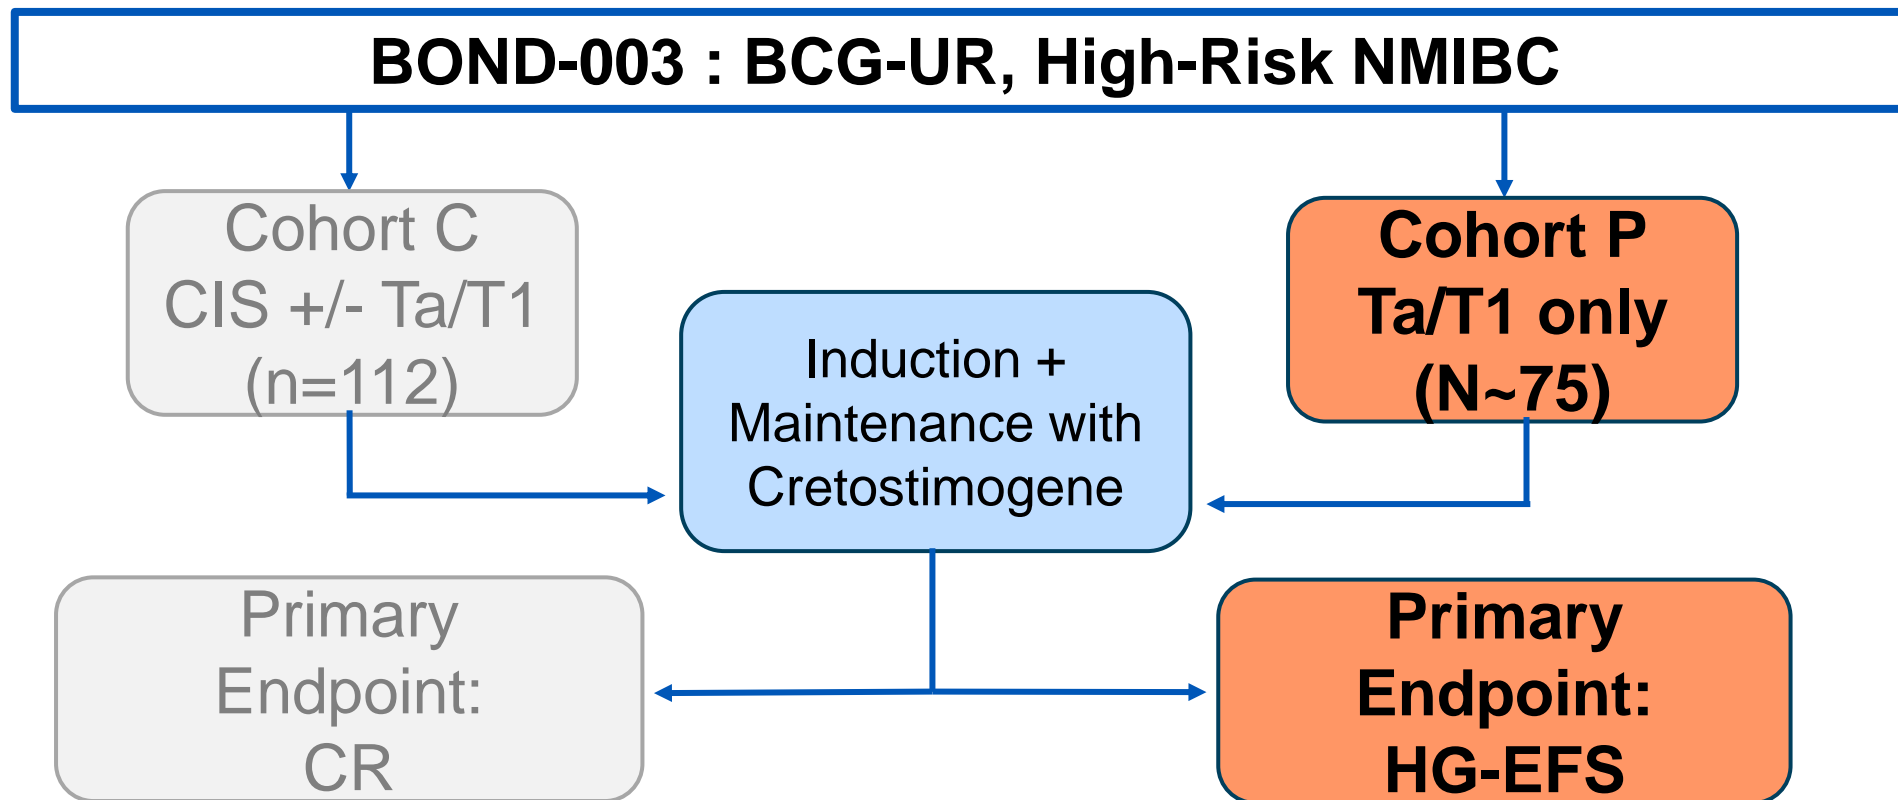 BOND-003 : BCG-UR, High-Risk NMIBC
Cohort C
CIS +/- Ta/T1
(n=112)
Cohort P
Ta/T1 only
(N~75)
Induction +
Maintenance with
Cretostimogene
Primary
Endpoint:
CR
Primary
Endpoint:
HG-EFS